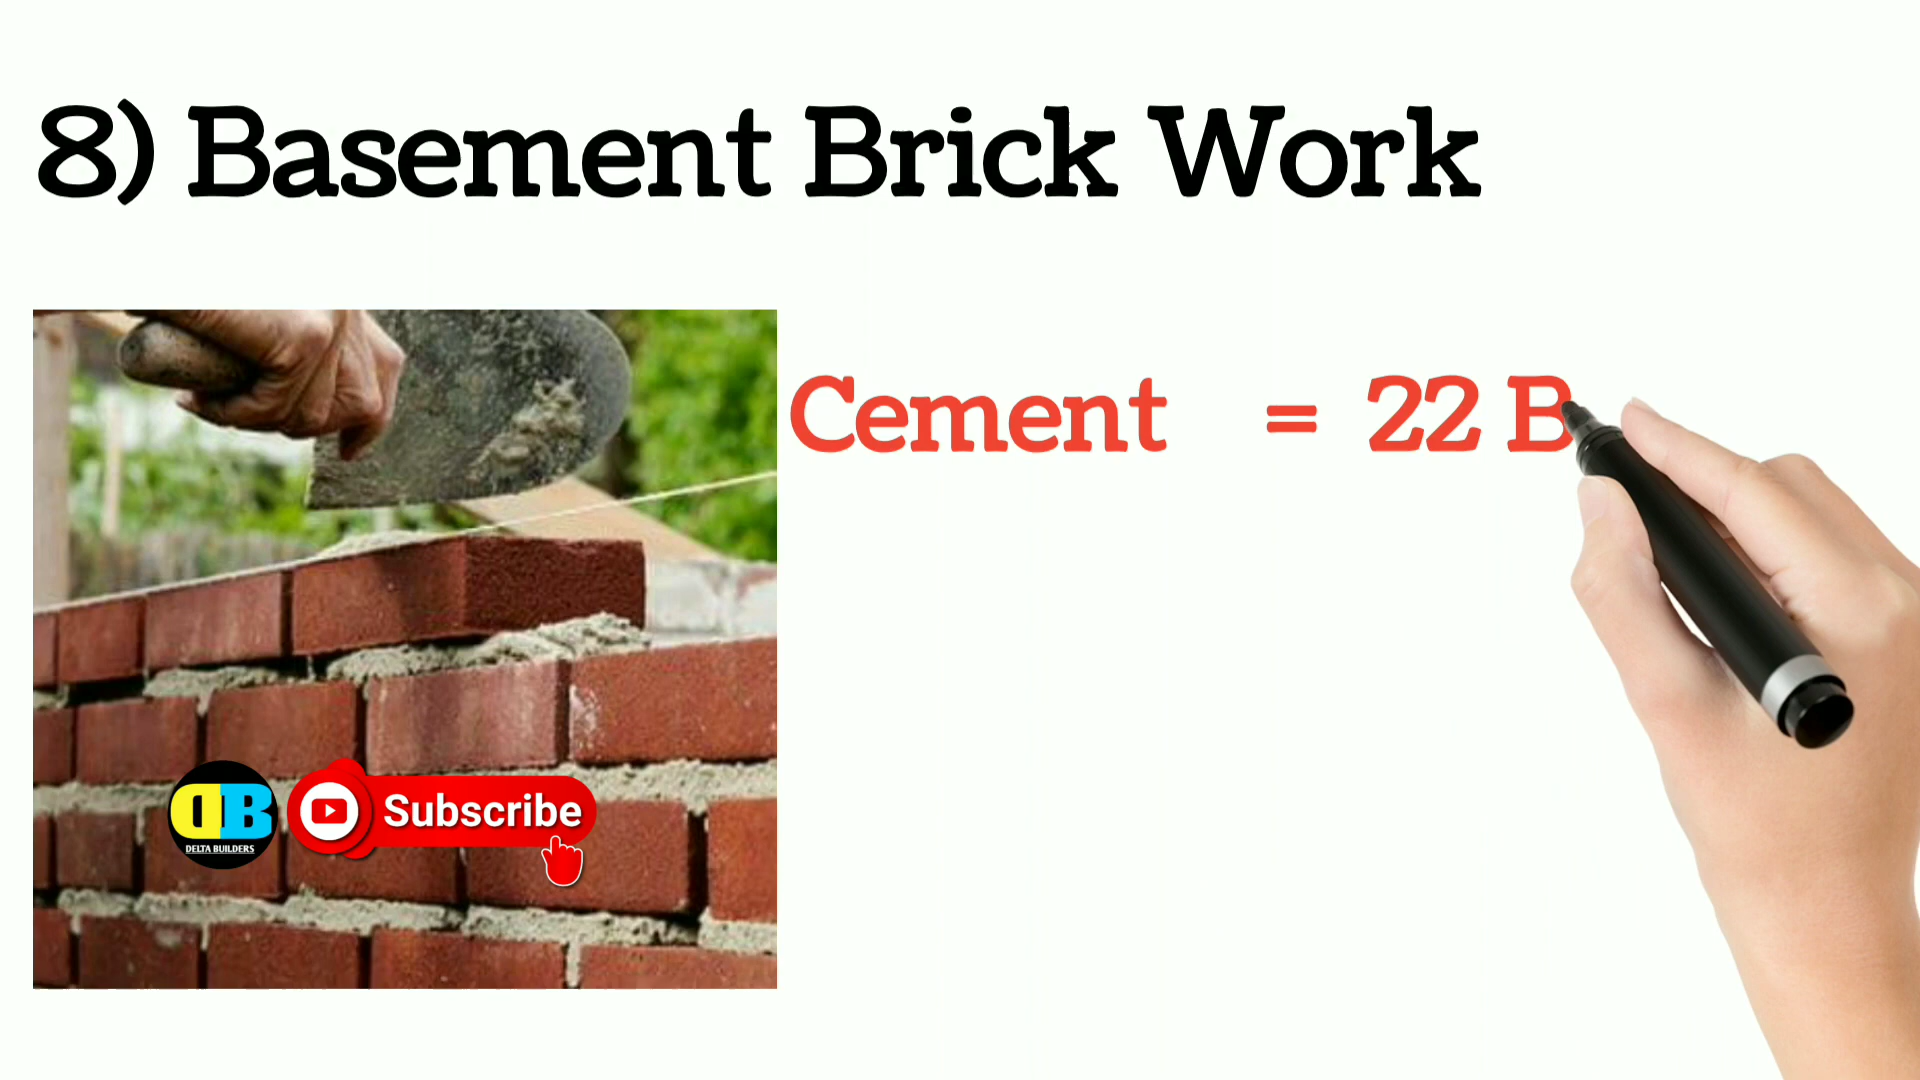 8) Basement Brick Work
Cement = 22 B
DB
DELTA BUILDERS
Subscribe